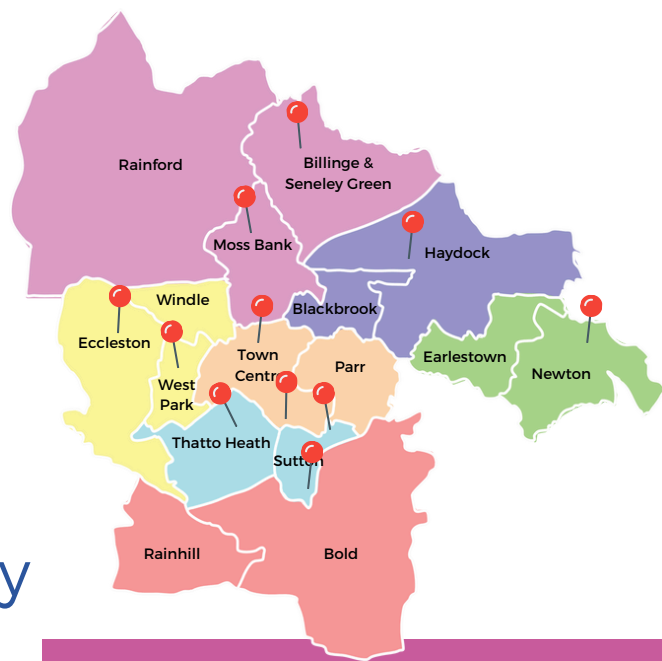 Rainford
Billinge &
Seneley Green
Moss Bank
Haydock
Windle
Blackbrook
Eccleston
Town
Centre
Parr
Earlestown
West
Park
Newton
Thatto Heath
Sutton
Rainhill
Bold
y